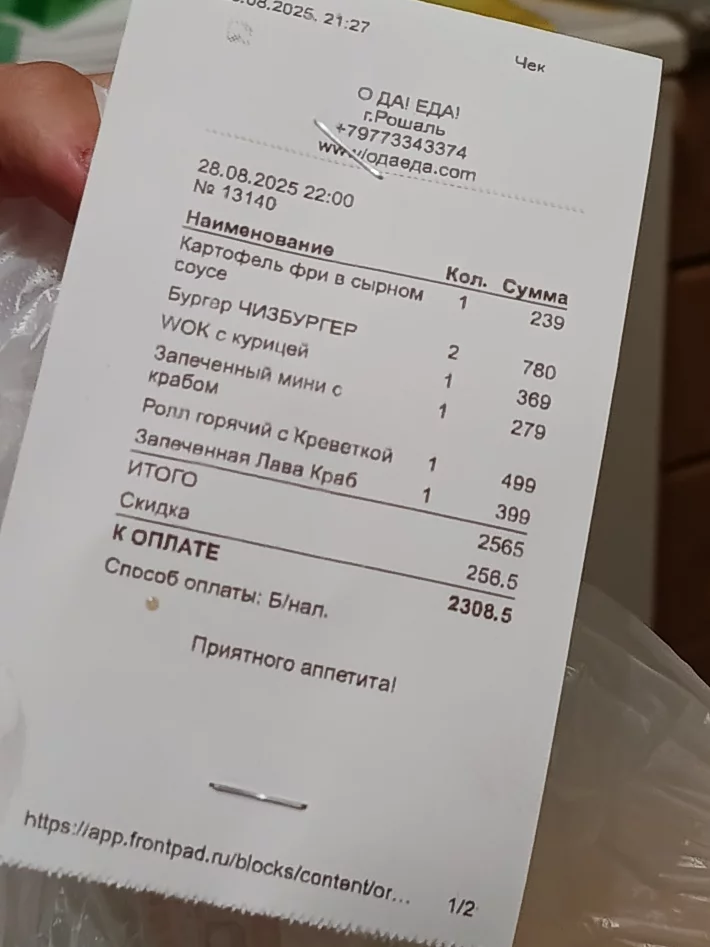 .08.2025, 21:27
Чек
О ДА! ЕДА!
г.Рошаль
+79773343374
www.одаеда.com
28.08.2025 22:00
№ 13140
Наименование Кол. Сумма
Картофель фри в сырном соусе 1 239
Бургер ЧИЗБУРГЕР 2 780
WOK с курицей 1 369
Запеченный мини с крабом 1 279
Ролл горячий с Креветкой 1 499
Запеченная Лава Краб 1 399
ИТОГО 2565
Скидка 256.5
К ОПЛАТЕ 2308.5
Способ оплаты: Б/нал.
Приятного аппетита!
https://app.frontpad.ru/blocks/content/or... 1/2